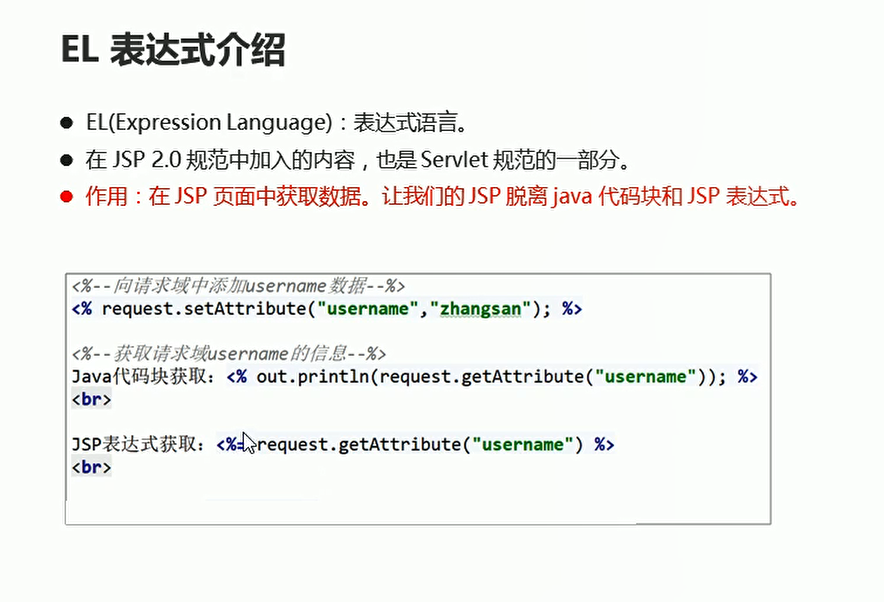 EL 表达式介绍
● EL(Expression Language)：表达式语言。
● 在 JSP 2.0 规范中加入的内容，也是 Servlet 规范的一部分。
● 作用：在 JSP 页面中获取数据。让我们的 JSP 脱离 java 代码块和 JSP 表达式。
<%--向请求域中添加username数据--%>
<% request.setAttribute("username","zhangsan"); %>
<%--获取请求域username的信息--%>
Java代码块获取：<% out.println(request.getAttribute("username")); %>
<br>
JSP表达式获取：<%= request.getAttribute("username") %>
<br>